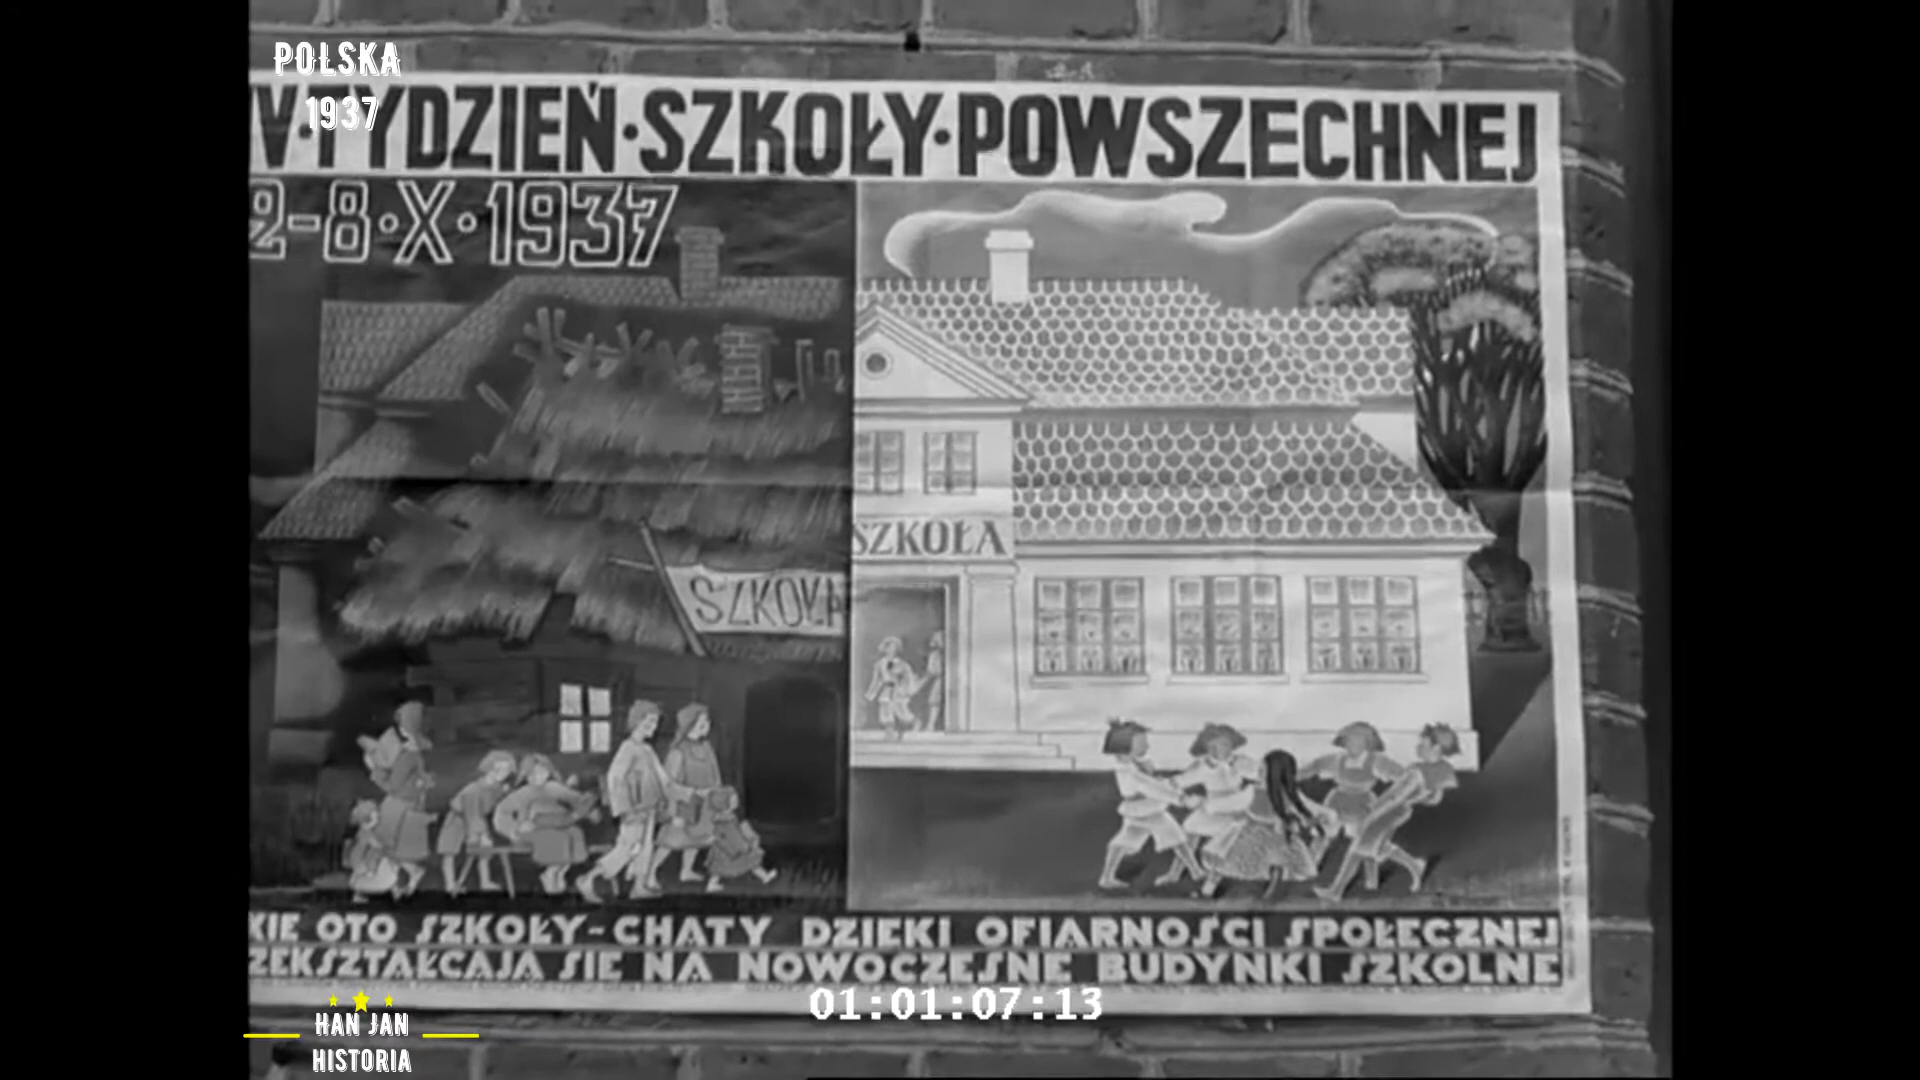 POLSKA
1937
IV·TYDZIEŃ·SZKOŁY·POWSZECHNEJ
2-8·X·1937
SZKOŁA
SZKOŁA
KIE OTO SZKOŁY-CHATY DZIĘKI OFIARNOŚCI SPOŁECZNEJ
ZEKSZTAŁCAJĄ SIĘ NA NOWOCZESNE BUDYNKI SZKOLNE
01:01:07:13
HAN JAN
HISTORIA